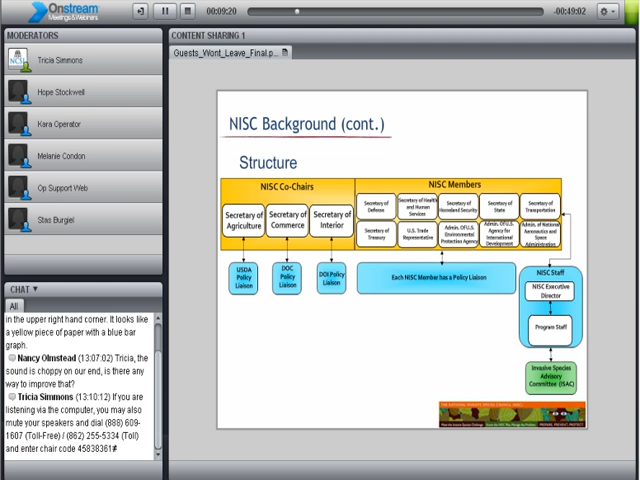 Onstream
Meetings&Webinars
00:09:20
-00:49:02
MODERATORS
Tricia Simmons
Hope Stockwell
Kara Operator
Melanie Condon
Op Support Web
Stas Burgiel
CHAT
All
in the upper right hand corner. It looks
like a yellow piece of paper with a blue bar
graph.
Nancy Olmstead (13:07:02) Tricia, the
sound is choppy on our end, is there any
way to improve that?
Tricia Simmons (13:10:12) If you are
listening via the computer, you may also
mute your speakers and dial (888) 609-
1607 (Toll-Free) / (862) 255-5334 (Toll)
and enter chair code 45838361#
CONTENT SHARING 1
Guests_Wont_Leave_Final.p...
NISC Background (cont.)
Structure
NISC Co-Chairs
Secretary of
Agriculture
Secretary of
Commerce
Secretary of
Interior
NISC Members
Secretary of
Defense
Secretary of Health
and Human
Services
Secretary of
Homeland Security
Secretary of
State
Secretary of
Transportation
Secretary of
Treasury
U.S. Trade
Representative
Admin. Of U.S.
Environmental
Protection Agency
Admin. Of U.S.
Agency for
International
Development
Admin. of National
Aeronautics and
Space
Administration
USDA
Policy
Liaison
DOC
Policy
Liaison
DOI Policy
Liaison
Each NISC Member has a Policy Liaison
NISC Staff
NISC Executive
Director
Program Staff
Invasive Species
Advisory
Committee (ISAC)